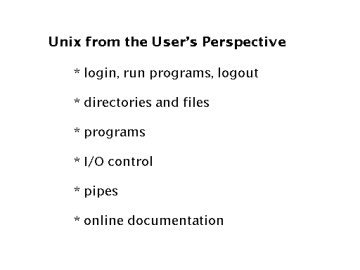 Unix from the User's Perspective
* login, run programs, logout
* directories and files
* programs
* I/O control
* pipes
* online documentation